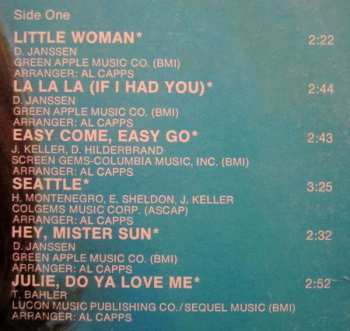 Side One
LITTLE WOMAN* 2:22
D. JANSSEN
GREEN APPLE MUSIC CO. (BMI)
ARRANGER: AL CAPPS
LA LA LA (IF I HAD YOU)* 2:44
D. JANSSEN
GREEN APPLE MUSIC CO. (BMI)
ARRANGER: AL CAPPS
EASY COME, EASY GO* 2:43
J. KELLER, D. HILDERBRAND
SCREEN GEMS-COLUMBIA MUSIC, INC. (BMI)
ARRANGER: AL CAPPS
SEATTLE* 3:25
H. MONTENEGRO, E. SHELDON, J. KELLER
COLGEMS MUSIC CORP. (ASCAP)
ARRANGER: AL CAPPS
HEY, MISTER SUN* 2:32
D. JANSSEN
GREEN APPLE MUSIC CO. (BMI)
ARRANGER: AL CAPPS
JULIE, DO YA LOVE ME* 2:52
T. BAHLER
LUCON MUSIC PUBLISHING CO./SEQUEL MUSIC (BMI)
ARRANGER: AL CAPPS